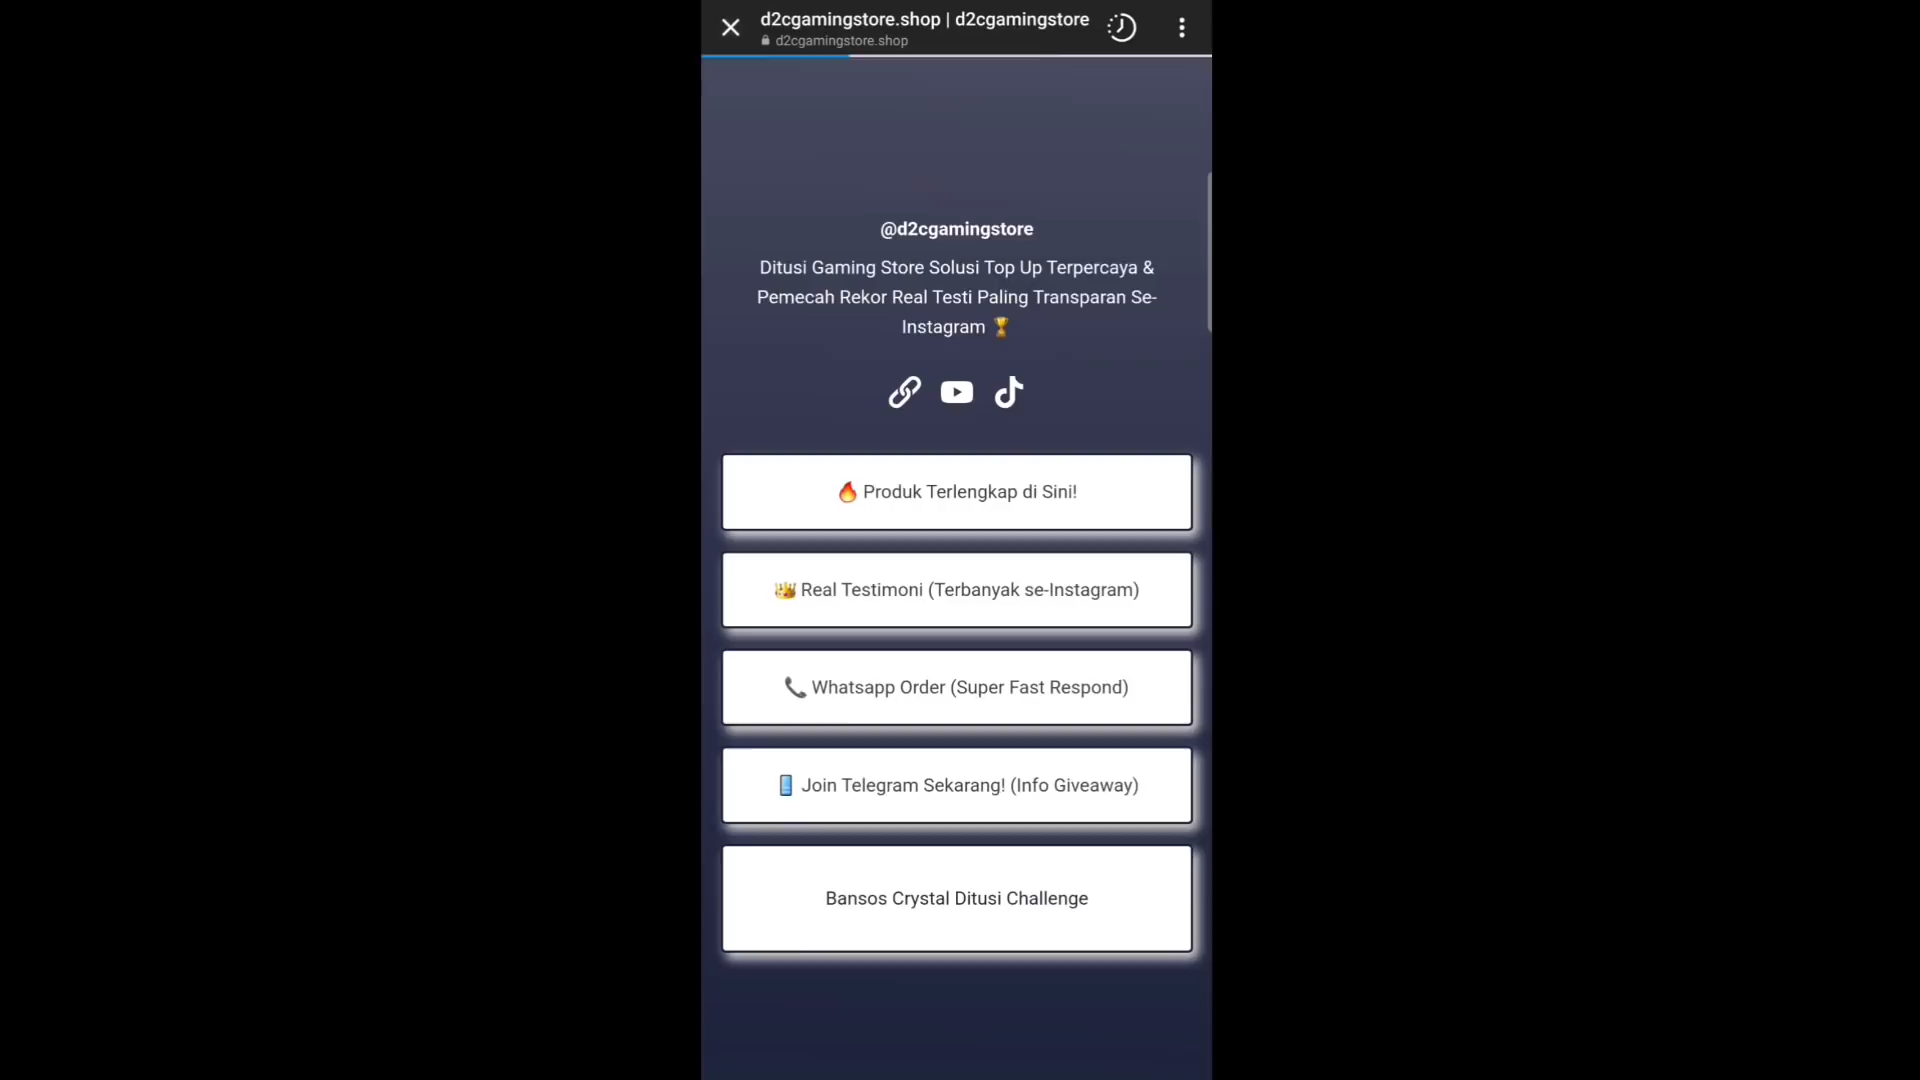 d2cgamingstore.shop | d2cgamingstore
d2cgamingstore.shop
@d2cgamingstore
Ditusi Gaming Store Solusi Top Up Terpercaya &
Pemecah Rekor Real Testi Paling Transparan Se-
Instagram 🏆
🔥 Produk Terlengkap di Sini!
👑 Real Testimoni (Terbanyak se-Instagram)
📞 Whatsapp Order (Super Fast Respond)
📱 Join Telegram Sekarang! (Info Giveaway)
Bansos Crystal Ditusi Challenge